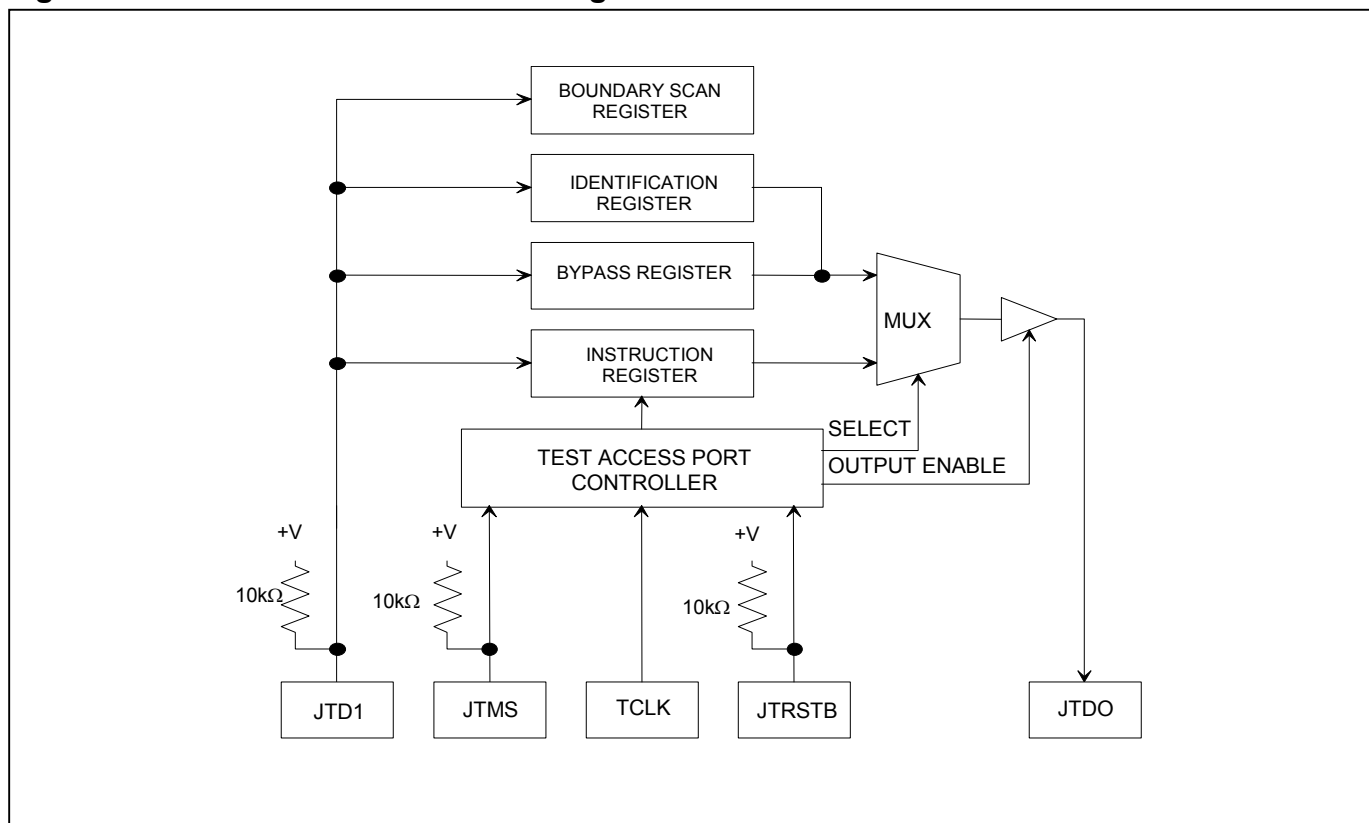 BOUNDARY SCAN
REGISTER
IDENTIFICATION
REGISTER
BYPASS REGISTER
MUX
INSTRUCTION
REGISTER
SELECT
TEST ACCESS PORT
CONTROLLER
OUTPUT ENABLE
+V
+V
+V
10kΩ
10kΩ
10kΩ
JTD1
JTMS
TCLK
JTRSTB
JTDO